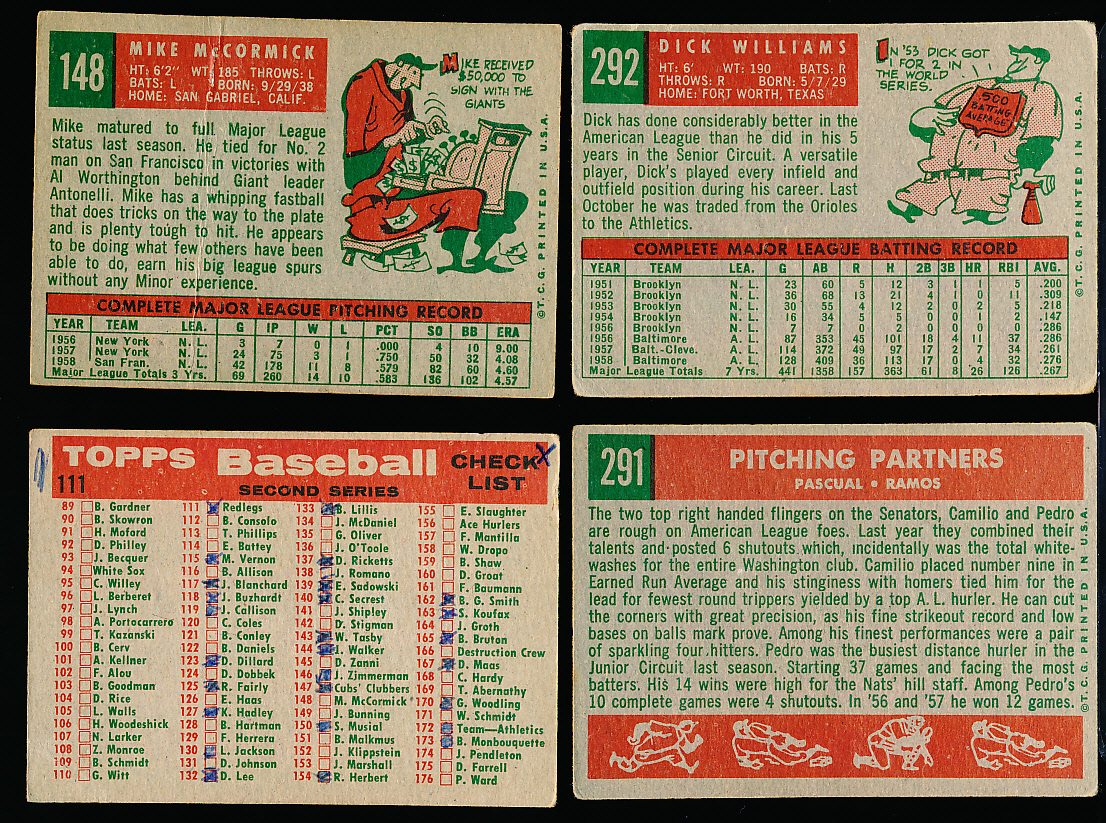 148
MIKE McCORMICK
HT: 6'2" WT: 185 THROWS: L
BATS: L BORN: 9/29/38
HOME: SAN GABRIEL, CALIF.
MIKE RECEIVED
$50,000 TO
SIGN WITH THE
GIANTS
Mike matured to full Major League
status last season. He tied for No. 2
man on San Francisco in victories with
Al Worthington behind Giant leader
Antonelli. Mike has a whipping fastball
that does tricks on the way to the plate
and is plenty tough to hit. He appears
to be doing what few others have been
able to do, earn his big league spurs
without any Minor experience.
COMPLETE MAJOR LEAGUE PITCHING RECORD
YEAR TEAM LEA. G IP W L PCT SO BB ERA
1956 New York N. L. 3 7 0 1 .000 4 10 9.00
1957 New York N. L. 24 75 3 1 .750 50 32 4.08
1958 San Fran. N. L. 42 178 11 8 .579 82 60 4.60
Major League Totals 3 Yrs. 69 260 14 10 .583 136 102 4.57
©T.C.G. PRINTED IN U.S.A.
292
DICK WILLIAMS
HT: 6' WT: 190 BATS: R
THROWS: R BORN: 5/7/29
HOME: FORT WORTH, TEXAS
IN '53 DICK GOT
1 FOR 2 IN
THE WORLD
SERIES.
.500
BATTING
AVERAGE
Dick has done considerably better in the
American League than he did in his 5
years in the Senior Circuit. A versatile
player, Dick's played every infield and
outfield position during his career. Last
October he was traded from the Orioles
to the Athletics.
COMPLETE MAJOR LEAGUE BATTING RECORD
YEAR TEAM LEA. G AB R H 2B 3B HR RBI AVG.
1951 Brooklyn N. L. 23 60 5 12 3 1 1 5 .200
1952 Brooklyn N. L. 36 68 13 21 4 1 0 11 .309
1953 Brooklyn N. L. 30 55 4 12 2 0 2 5 .218
1954 Brooklyn N. L. 16 34 5 5 0 0 1 2 .147
1956 Brooklyn N. L. 7 7 0 2 0 0 0 0 .286
1956 Baltimore A. L. 87 353 45 101 18 4 11 37 .286
1957 Balt.-Cleve. A. L. 114 372 49 97 17 2 7 34 .261
1958 Baltimore A. L. 128 409 36 113 17 0 4 32 .276
Major League Totals 7 Yrs. 441 1358 157 363 61 8 26 126 .267
©T.C.G. PRINTED IN U.S.A.
TOPPS Baseball CHECK LIST
111
SECOND SERIES
89 B. Gardner
90 B. Skowron
91 H. Moford
92 D. Philley
93 J. Becquer
94 White Sox
95 C. Willey
96 L. Berberet
97 J. Lynch
98 A. Portocarrero
99 T. Kazanski
100 B. Cerv
101 A. Kellner
102 F. Alou
103 B. Goodman
104 D. Rice
105 L. Walls
106 H. Woodeshick
107 N. Larker
108 Z. Monroe
109 B. Schmidt
110 G. Witt
111 Redlegs
112 B. Consolo
113 T. Phillips
114 E. Battey
115 M. Vernon
116 B. Allison
117 J. Blanchard
118 J. Buzhardt
119 J. Callison
120 C. Coles
121 B. Conley
122 B. Daniels
123 D. Dillard
124 D. Dobbek
125 R. Fairly
126 E. Haas
127 K. Hadley
128 B. Hartman
129 F. Herrera
130 L. Jackson
131 D. Johnson
132 D. Lee
133 B. Lillis
134 J. McDaniel
135 G. Oliver
136 J. O'Toole
137 D. Ricketts
138 J. Romano
139 E. Sadowski
140 C. Secrest
141 J. Shipley
142 D. Stigman
143 W. Tasby
144 J. Walker
145 D. Zanni
146 J. Zimmerman
147 Cubs' Clubbers
148 M. McCormick
149 J. Bunning
150 S. Musial
151 B. Malkmus
152 J. Klippstein
153 J. Marshall
154 R. Herbert
155 E. Slaughter
156 Ace Hurlers
157 F. Mantilla
158 W. Dropo
159 B. Shaw
160 D. Groat
161 F. Baumann
162 B. G. Smith
163 S. Koufax
164 J. Groth
165 B. Bruton
166 Destruction Crew
167 D. Maas
168 C. Hardy
169 T. Abernathy
170 G. Woodling
171 W. Schmidt
172 Team—Athletics
173 B. Monbouquette
174 J. Pendleton
175 D. Farrell
176 P. Ward
291
PITCHING PARTNERS
PASCUAL • RAMOS
The two top right handed flingers on the Senators, Camilio and Pedro
are rough on American League foes. Last year they combined their
talents and posted 6 shutouts which, incidentally was the total white-
washes for the entire Washington club. Camilio placed number nine in
Earned Run Average and his stinginess with homers tied him for the
lead for fewest round trippers yielded by a top A. L. hurler. He can cut
the corners with great precision, as his fine strikeout record and low
bases on balls mark prove. Among his finest performances were a pair
of sparkling four hitters. Pedro was the busiest distance hurler in the
Junior Circuit last season. Starting 37 games and facing the most
batters. His 14 wins were high for the Nats' hill staff. Among Pedro's
10 complete games were 4 shutouts. In '56 and '57 he won 12 games.
©T.C.G. PRINTED IN U.S.A.